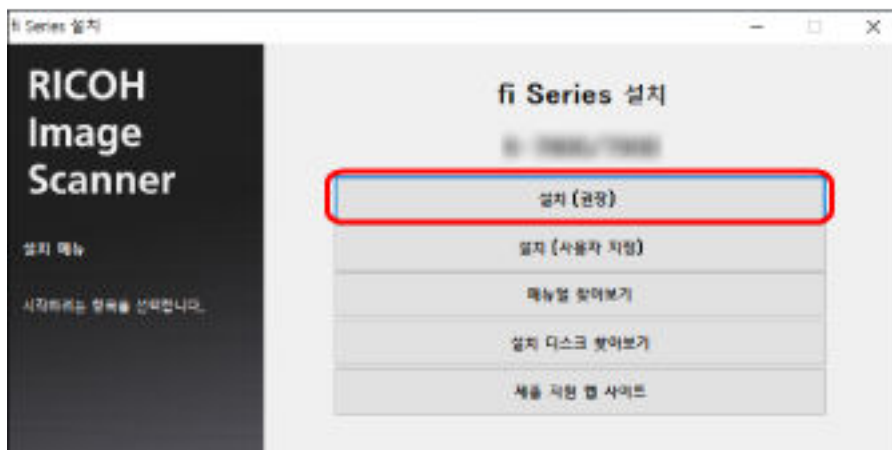 fi Series 설치
RICOH
Image
Scanner
설치 메뉴
시작하려는 항목을 선택합니다.
fi Series 설치
설치 (권장)
설치 (사용자 지정)
매뉴얼 찾아보기
설치 디스크 찾아보기
제품 지원 웹 사이트